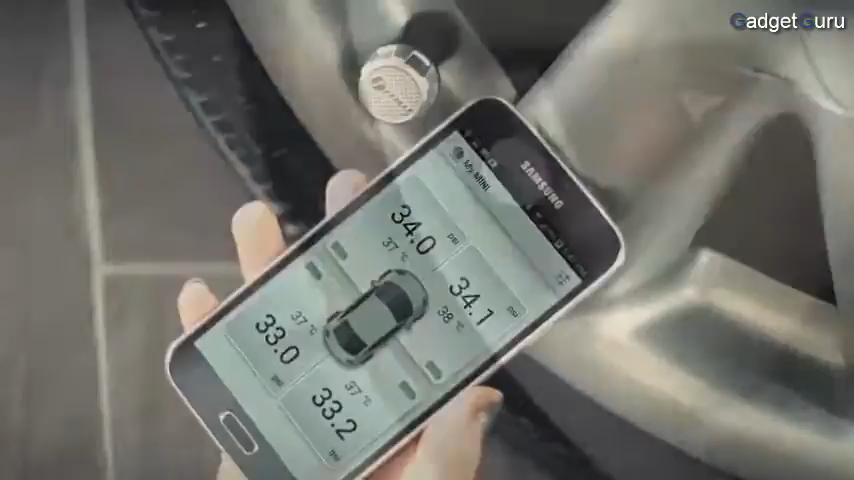 GadgetGuru
SAMSUNG
My MINI
34.0 psi
37 °C
34.1 psi
38 °C
37 °C
33.0 psi
37 °C
33.2 psi